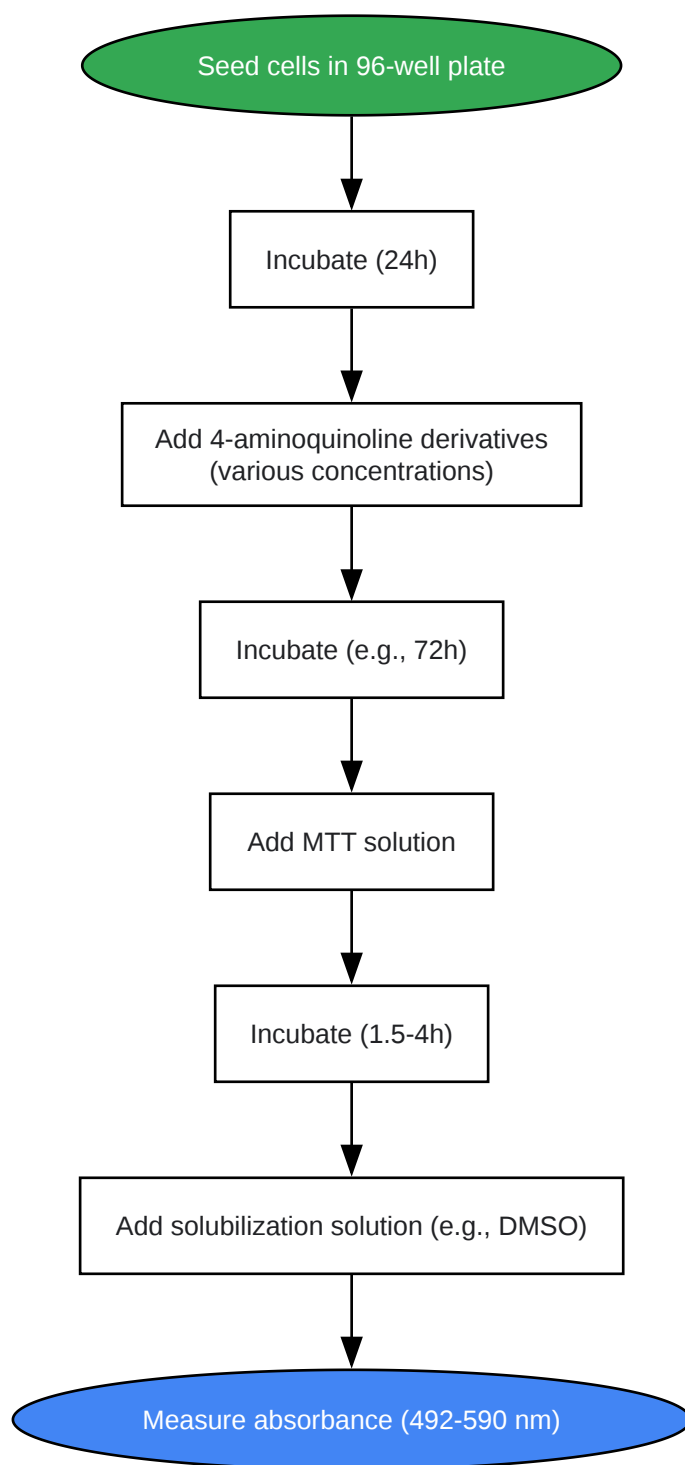 Seed cells in 96-well plate
Incubate (24h)
Add 4-aminoquinoline derivatives
(various concentrations)
Incubate (e.g., 72h)
Add MTT solution
Incubate (1.5-4h)
Add solubilization solution (e.g., DMSO)
Measure absorbance (492-590 nm)